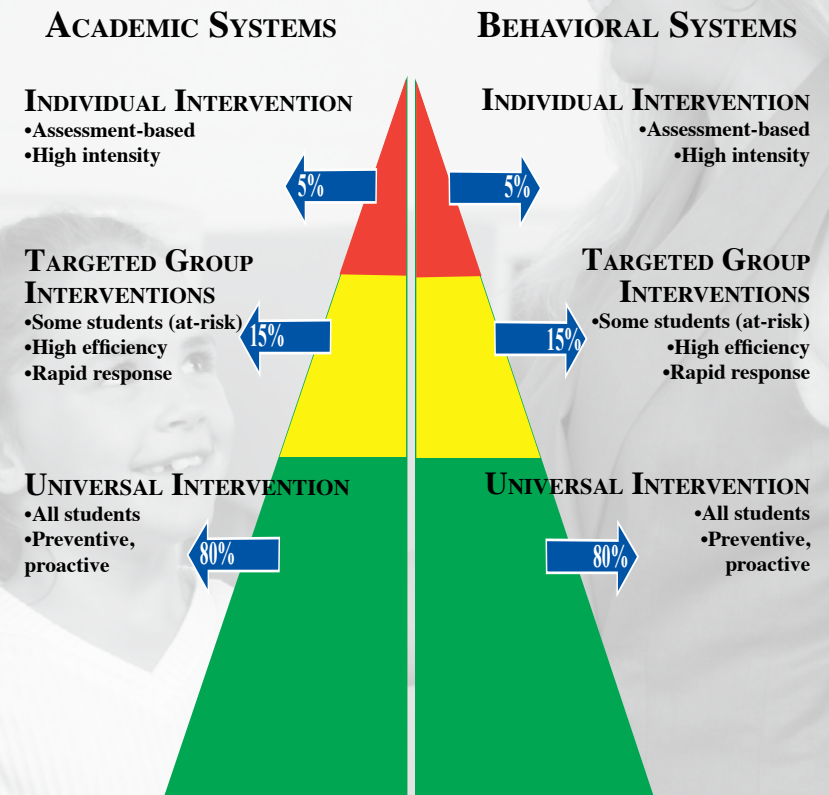 ACADEMIC SYSTEMS
INDIVIDUAL INTERVENTION
•Assessment-based
•High intensity
5%
TARGETED GROUP
INTERVENTIONS
•Some students (at-risk)
•High efficiency
•Rapid response
15%
UNIVERSAL INTERVENTION
•All students
•Preventive,
proactive
80%
BEHAVIORAL SYSTEMS
INDIVIDUAL INTERVENTION
•Assessment-based
•High intensity
5%
TARGETED GROUP
INTERVENTIONS
•Some students (at-risk)
•High efficiency
•Rapid response
15%
UNIVERSAL INTERVENTION
•All students
•Preventive,
proactive
80%